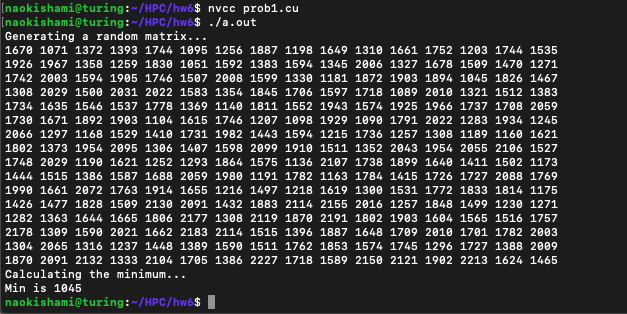 naokishami@turing:~/HPC/hw6$ nvcc prob1.cu
naokishami@turing:~/HPC/hw6$ ./a.out
Generating a random matrix...
1670 1071 1372 1393 1744 1095 1256 1887 1198 1649 1310 1661 1752 1203 1744 1535
1926 1967 1358 1259 1830 1051 1592 1383 1594 1345 2006 1327 1678 1509 1470 1271
1742 2003 1594 1905 1746 1507 2008 1599 1330 1181 1872 1903 1894 1045 1826 1467
1308 2029 1500 2031 2022 1583 1354 1845 1706 1597 1718 1089 2010 1321 1512 1383
1734 1635 1546 1537 1778 1369 1140 1811 1552 1943 1574 1925 1966 1737 1708 2059
1730 1671 1892 1903 1104 1615 1746 1207 1098 1929 1090 1791 2022 1283 1934 1245
2066 1297 1168 1529 1410 1731 1982 1443 1594 1215 1736 1257 1308 1189 1160 1621
1802 1373 1954 2095 1306 1407 1598 2099 1910 1511 1352 2043 1954 2055 2106 1527
1748 2029 1190 1621 1252 1293 1864 1575 1136 2107 1738 1899 1640 1411 1502 1173
1444 1515 1386 1587 1688 2059 1980 1191 1782 1163 1784 1415 1726 1727 2088 1769
1990 1661 2072 1763 1914 1655 1216 1497 1218 1619 1300 1531 1772 1833 1814 1175
1426 1477 1828 1509 2130 2091 1432 1883 2114 2155 2016 1257 1848 1499 1230 1271
1282 1363 1644 1665 1806 2177 1308 2119 1870 2191 1802 1903 1604 1565 1516 1757
2178 1309 1590 2021 1662 2183 2114 1515 1396 1887 1648 1709 2010 1701 1782 2003
1304 2065 1316 1237 1448 1389 1590 1511 1762 1853 1574 1745 1296 1727 1388 2009
1870 2091 2132 1333 2104 1705 1386 2227 1718 1589 2150 2121 1902 2213 1624 1465
Calculating the minimum...
Min is 1045
naokishami@turing:~/HPC/hw6$